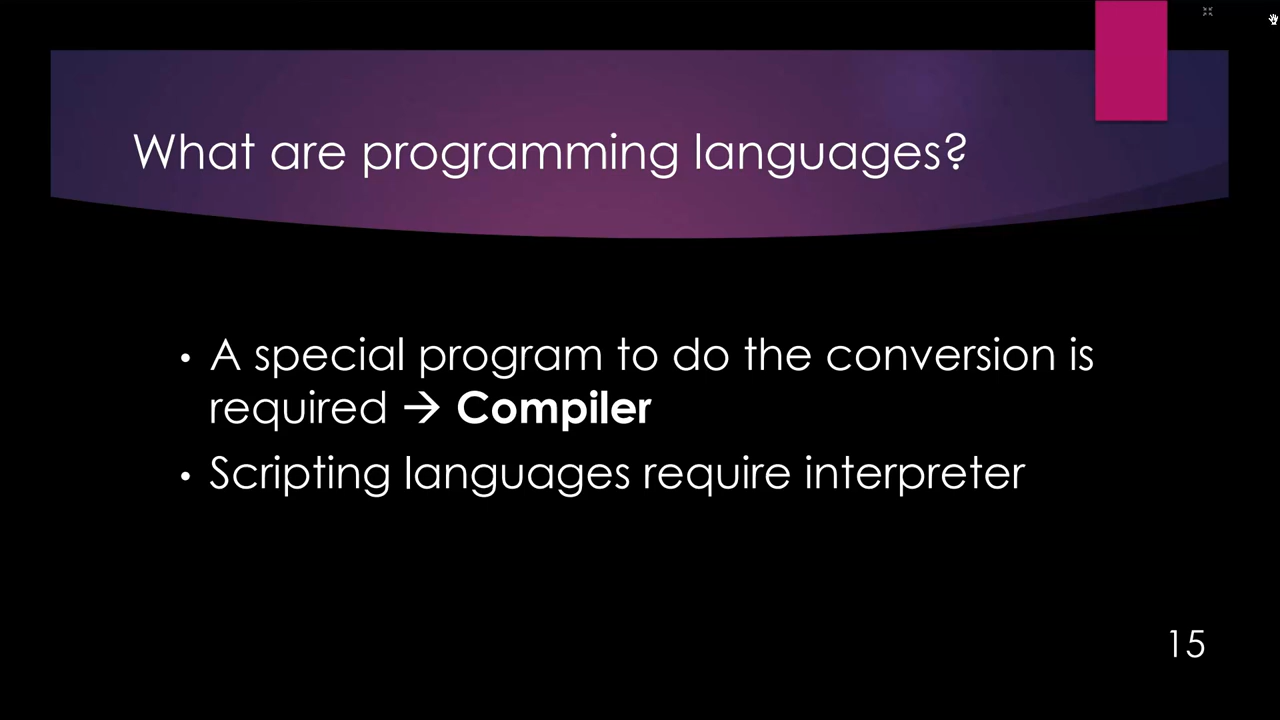 What are programming languages?
• A special program to do the conversion is
required → Compiler
• Scripting languages require interpreter
15